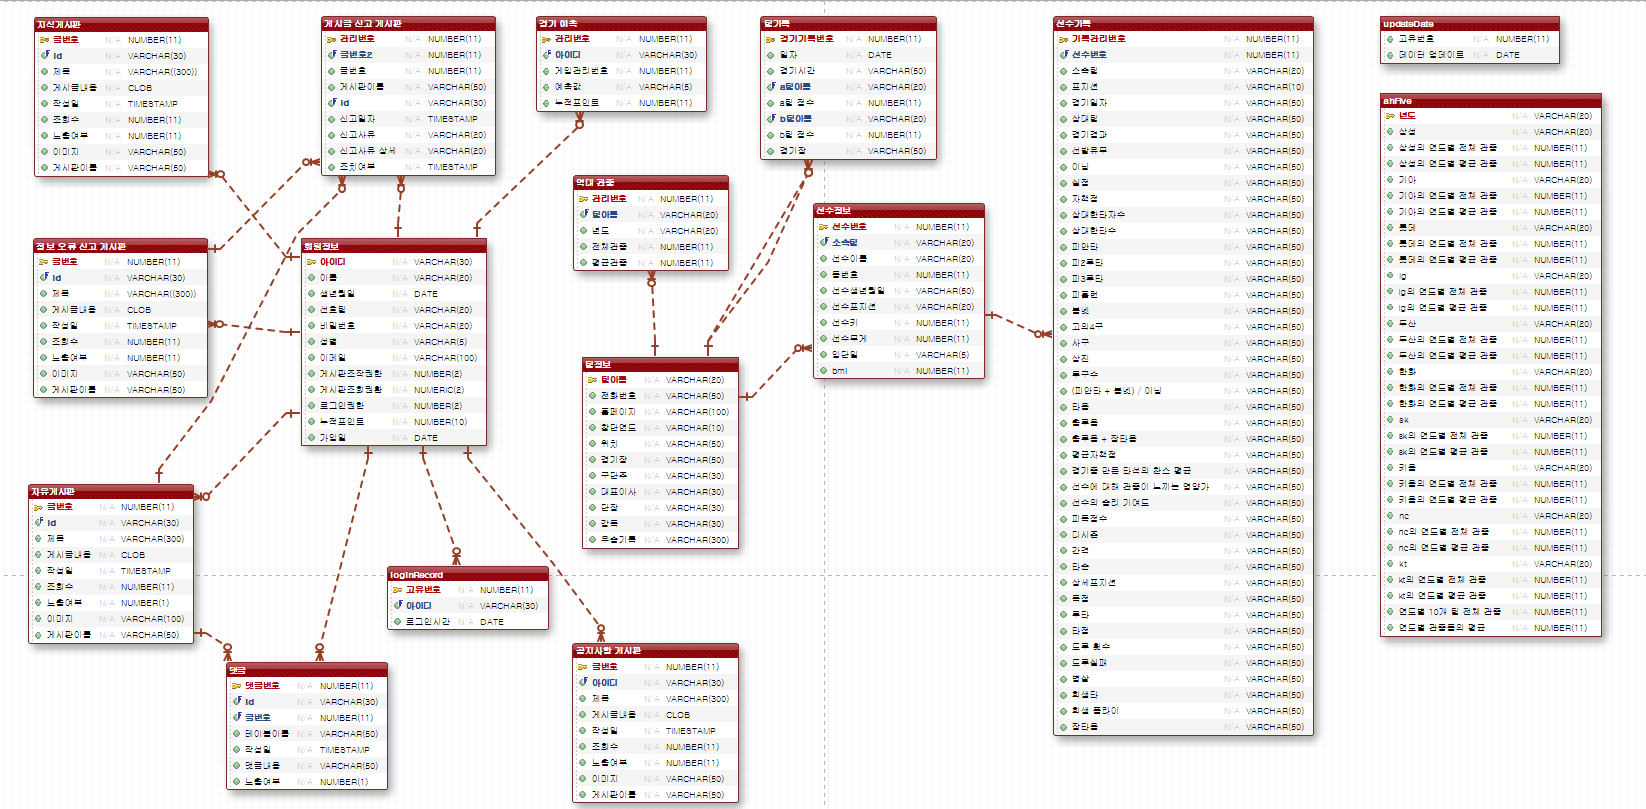 지식게시판
글번호 N/A NUMBER(11)
id N/A VARCHAR(30)
제목 N/A VARCHAR((300))
게시글내용 N/A CLOB
작성일 N/A TIMESTAMP
조회수 N/A NUMBER(11)
노출여부 N/A NUMBER(11)
이미지 N/A VARCHAR(50)
게시판이름 N/A VARCHAR(50)
게시글 신고 게시판
관리번호 N/A NUMBER(11)
글번호2 N/A NUMBER(11)
글번호 N/A NUMBER(11)
게시판이름 N/A VARCHAR(50)
id N/A VARCHAR(30)
신고일자 N/A TIMESTAMP
신고사유 N/A VARCHAR(20)
신고사유 상세 N/A VARCHAR(20)
조치여부 N/A TIMESTAMP
경기 예측
관리번호 N/A NUMBER(11)
아이디 N/A VARCHAR(30)
게임관리번호 N/A NUMBER(11)
예측값 N/A VARCHAR(5)
누적포인트 N/A NUMBER(11)
팀기록
경기기록번호 N/A NUMBER(11)
일자 N/A DATE
경기시간 N/A VARCHAR(50)
a팀이름 N/A VARCHAR(20)
a팀 점수 N/A NUMBER(11)
b팀이름 N/A VARCHAR(20)
b팀 점수 N/A NUMBER(11)
경기장 N/A VARCHAR(50)
선수기록
기록관리번호 N/A NUMBER(11)
선수번호 N/A NUMBER(11)
소속팀 N/A VARCHAR(20)
포지션 N/A VARCHAR(10)
경기일자 N/A VARCHAR(50)
상대팀 N/A VARCHAR(50)
경기결과 N/A VARCHAR(50)
선발유무 N/A VARCHAR(50)
이닝 N/A VARCHAR(50)
실점 N/A VARCHAR(50)
자책점 N/A VARCHAR(50)
상대한타자수 N/A VARCHAR(50)
상대한타수 N/A VARCHAR(50)
피안타 N/A VARCHAR(50)
피2루타 N/A VARCHAR(50)
피3루타 N/A VARCHAR(50)
피홈런 N/A VARCHAR(50)
볼넷 N/A VARCHAR(50)
고의4구 N/A VARCHAR(50)
사구 N/A VARCHAR(50)
삼진 N/A VARCHAR(50)
투구수 N/A VARCHAR(50)
(피안타 + 볼넷) / 이닝 N/A VARCHAR(50)
타율 N/A VARCHAR(50)
출루율 N/A VARCHAR(50)
출루율 + 장타율 N/A VARCHAR(50)
평균자책점 N/A VARCHAR(50)
경기중 만든 타석의 찬스 평균 N/A VARCHAR(50)
선수에 대해 관중이 느끼는 영양가 N/A VARCHAR(50)
선수의 승리 기여도 N/A VARCHAR(50)
피득점수 N/A VARCHAR(50)
디시즌 N/A VARCHAR(50)
간격 N/A VARCHAR(50)
타순 N/A VARCHAR(50)
상세포지션 N/A VARCHAR(50)
득점 N/A VARCHAR(50)
루타 N/A VARCHAR(50)
타점 N/A VARCHAR(50)
도루 횟수 N/A VARCHAR(50)
도루실패 N/A VARCHAR(50)
병살 N/A VARCHAR(50)
희생타 N/A VARCHAR(50)
희생 플라이 N/A VARCHAR(50)
장타율 N/A VARCHAR(50)
updateDate
고유번호 N/A NUMBER(11)
데이터 업데이트 N/A DATE
ahFive
년도 N/A VARCHAR(20)
삼성 N/A VARCHAR(20)
삼성의 연도별 전체 관중 N/A NUMBER(11)
삼성의 연도별 평균 관중 N/A NUMBER(11)
기아 N/A VARCHAR(20)
기아의 연도별 전체 관중 N/A NUMBER(11)
기아의 연도별 평균 관중 N/A NUMBER(11)
롯데 N/A VARCHAR(20)
롯데의 연도별 전체 관중 N/A NUMBER(11)
롯데의 연도별 평균 관중 N/A NUMBER(11)
lg N/A VARCHAR(20)
lg의 연도별 전체 관중 N/A NUMBER(11)
lg의 연도별 평균 관중 N/A NUMBER(11)
두산 N/A VARCHAR(20)
두산의 연도별 전체 관중 N/A NUMBER(11)
두산의 연도별 평균 관중 N/A NUMBER(11)
한화 N/A VARCHAR(20)
한화의 연도별 전체 관중 N/A NUMBER(11)
한화의 연도별 평균 관중 N/A NUMBER(11)
sk N/A VARCHAR(20)
sk의 연도별 전체 관중 N/A NUMBER(11)
sk의 연도별 평균 관중 N/A NUMBER(11)
키움 N/A VARCHAR(20)
키움의 연도별 전체 관중 N/A NUMBER(11)
키움의 연도별 평균 관중 N/A NUMBER(11)
nc N/A VARCHAR(20)
nc의 연도별 전체 관중 N/A NUMBER(11)
nc의 연도별 평균 관중 N/A NUMBER(11)
kt N/A VARCHAR(20)
kt의 연도별 전체 관중 N/A NUMBER(11)
kt의 연도별 평균 관중 N/A NUMBER(11)
연도별 10개 팀 전체 관중 N/A NUMBER(11)
연도별 관중들의 평균 N/A NUMBER(11)
역대 관중
관리번호 N/A NUMBER(11)
팀이름 N/A VARCHAR(20)
년도 N/A VARCHAR(20)
전체관중 N/A NUMBER(11)
평균관중 N/A NUMBER(11)
선수정보
선수번호 N/A NUMBER(11)
소속팀 N/A VARCHAR(20)
선수이름 N/A VARCHAR(20)
등번호 N/A NUMBER(11)
선수생년월일 N/A VARCHAR(50)
선수포지션 N/A VARCHAR(20)
선수키 N/A NUMBER(11)
선수무게 N/A NUMBER(11)
입단일 N/A VARCHAR(5)
bmi N/A NUMBER(11)
정보 오류 신고 게시판
글번호 N/A NUMBER(11)
id N/A VARCHAR(30)
제목 N/A VARCHAR((300))
게시글내용 N/A CLOB
작성일 N/A TIMESTAMP
조회수 N/A NUMBER(11)
노출여부 N/A NUMBER(11)
이미지 N/A VARCHAR(50)
게시판이름 N/A VARCHAR(50)
회원정보
아이디 N/A VARCHAR(30)
이름 N/A VARCHAR(20)
생년월일 N/A DATE
선호팀 N/A VARCHAR(20)
비밀번호 N/A VARCHAR(20)
성별 N/A VARCHAR(5)
이메일 N/A VARCHAR(100)
게시판조작권한 N/A NUMBER(2)
게시판조회권한 N/A NUMERIC(2)
로그인권한 N/A NUMBER(2)
누적포인트 N/A NUMBER(10)
가입일 N/A DATE
팀정보
팀이름 N/A VARCHAR(20)
전화번호 N/A VARCHAR(50)
홈페이지 N/A VARCHAR(100)
창단연도 N/A VARCHAR(10)
위치 N/A VARCHAR(50)
경기장 N/A VARCHAR(50)
구단주 N/A VARCHAR(30)
대표이사 N/A VARCHAR(30)
단장 N/A VARCHAR(30)
감독 N/A VARCHAR(30)
우승기록 N/A VARCHAR(300)
자유게시판
글번호 N/A NUMBER(11)
id N/A VARCHAR(30)
제목 N/A VARCHAR(300)
게시글내용 N/A CLOB
작성일 N/A TIMESTAMP
조회수 N/A NUMBER(11)
노출여부 N/A NUMBER(1)
이미지 N/A VARCHAR(100)
게시판이름 N/A VARCHAR(50)
loginRecord
고유번호 N/A NUMBER(11)
아이디 N/A VARCHAR(30)
로그인시간 N/A DATE
댓글
댓글번호 N/A NUMBER(11)
id N/A VARCHAR(30)
글번호 N/A NUMBER(11)
테이블이름 N/A VARCHAR(50)
작성일 N/A TIMESTAMP
댓글내용 N/A VARCHAR(50)
노출여부 N/A NUMBER(1)
공지사항 게시판
글번호 N/A NUMBER(11)
아이디 N/A VARCHAR(30)
제목 N/A VARCHAR(300)
게시글내용 N/A CLOB
작성일 N/A TIMESTAMP
조회수 N/A NUMBER(11)
노출여부 N/A NUMBER(11)
이미지 N/A VARCHAR(50)
게시판이름 N/A VARCHAR(50)